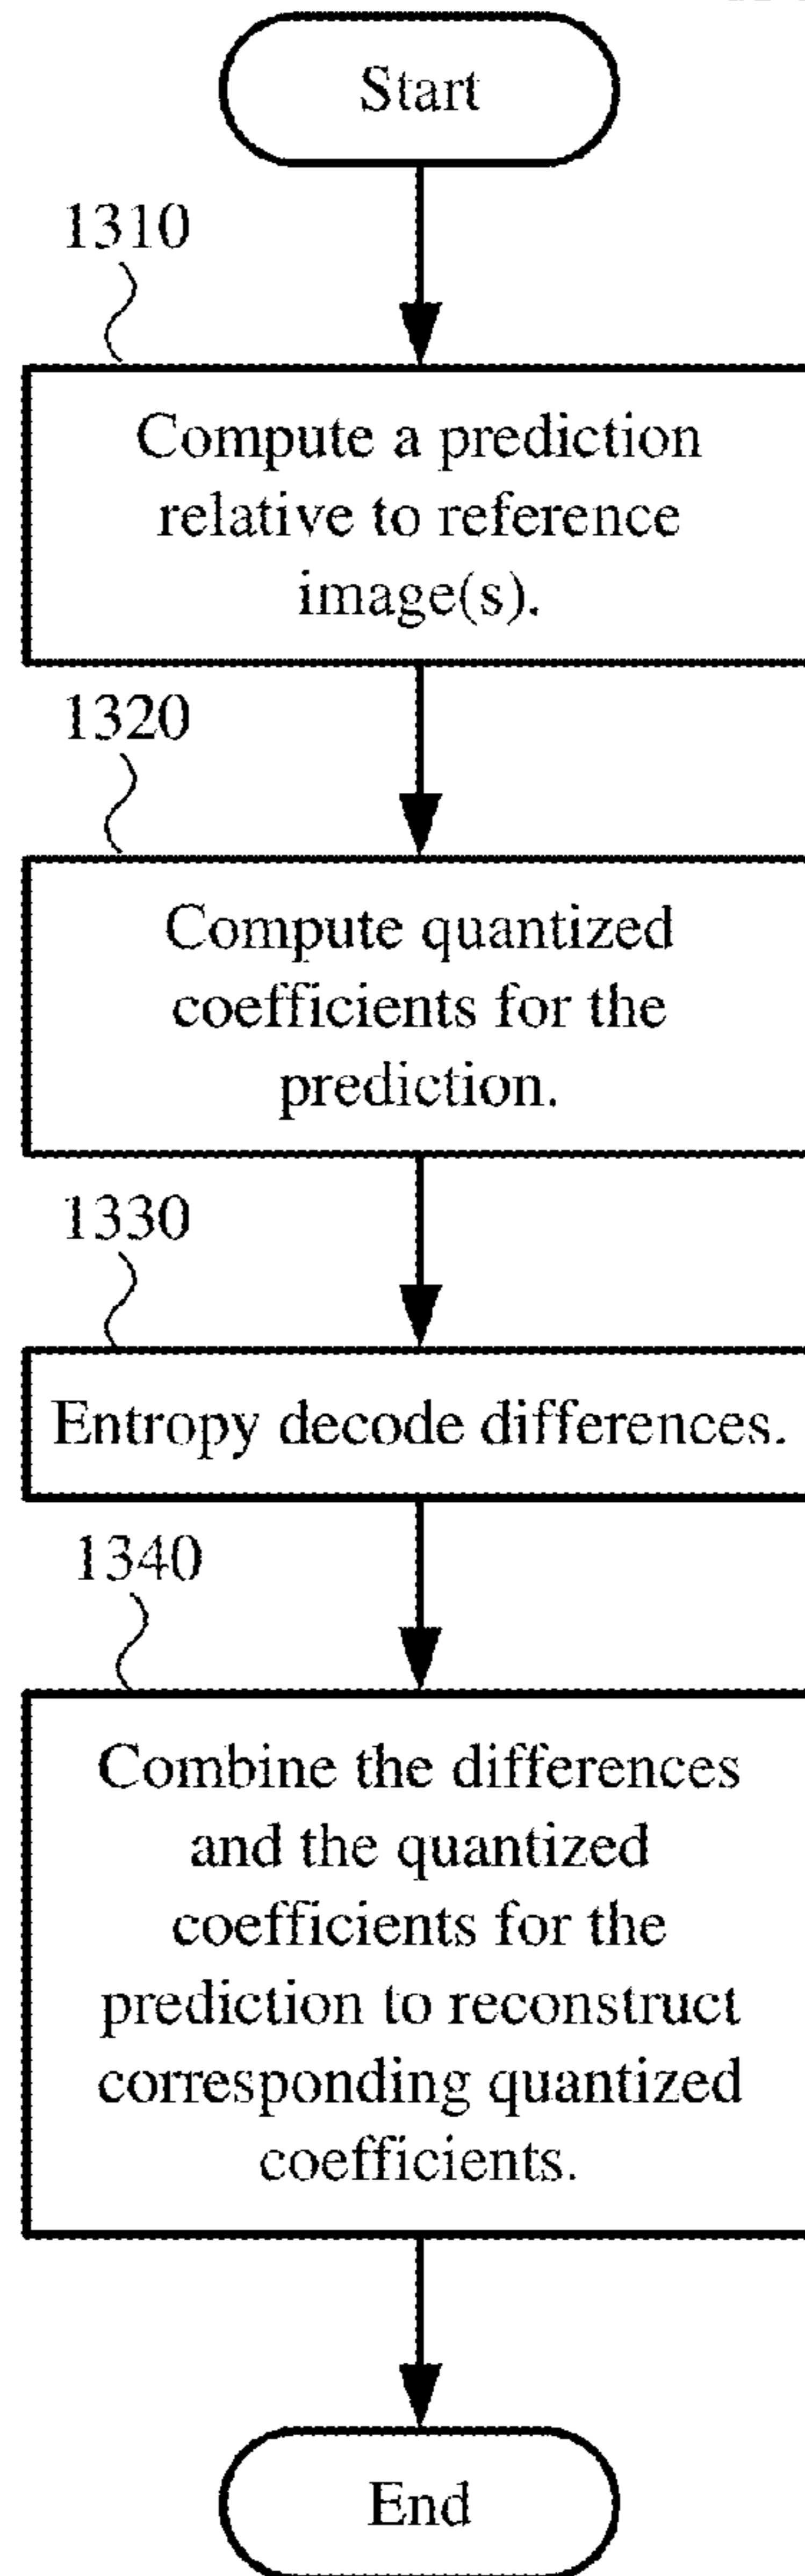 Start
1310
Compute a prediction
relative to reference
image(s).
1320
Compute quantized
coefficients for the
prediction.
1330
Entropy decode differences.
1340
Combine the differences
and the quantized
coefficients for the
prediction to reconstruct
corresponding quantized
coefficients.
End